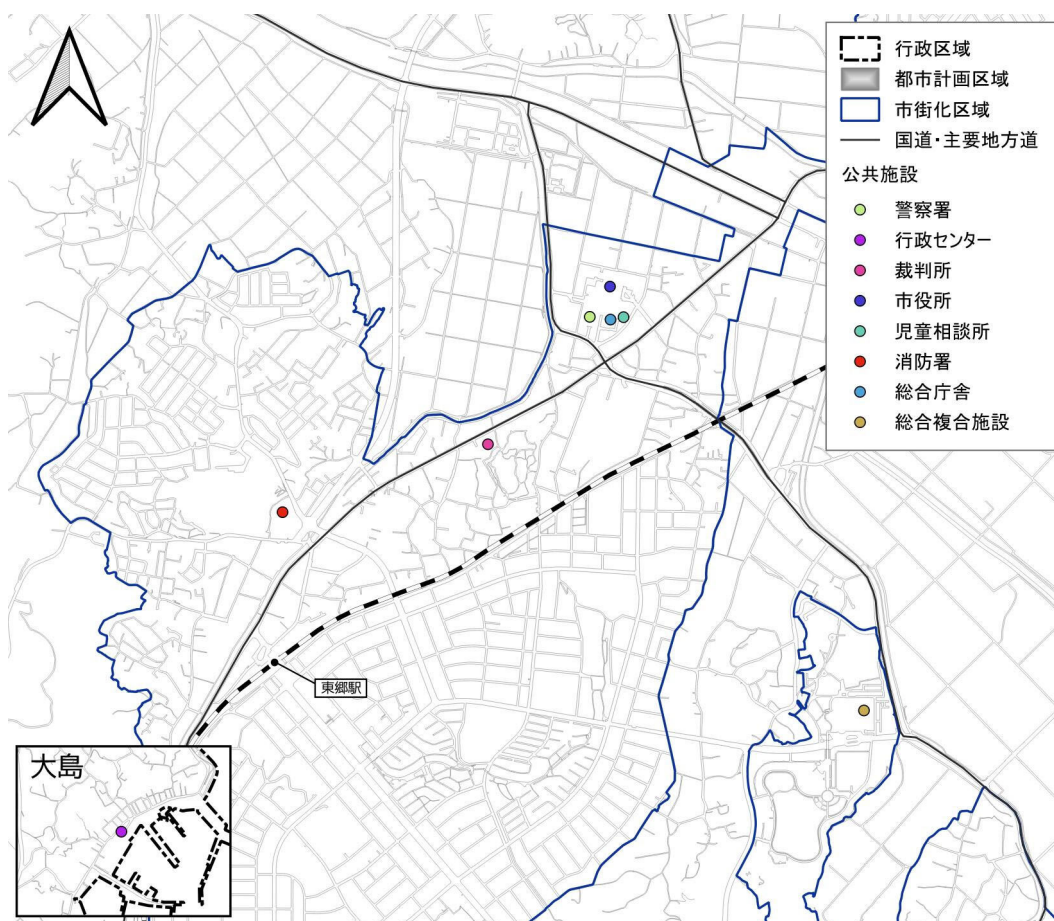 行政区域
都市計画区域
市街化区域
国道・主要地方道
公共施設
警察署
行政センター
裁判所
市役所
児童相談所
消防署
総合庁舎
総合複合施設
東郷駅
大島